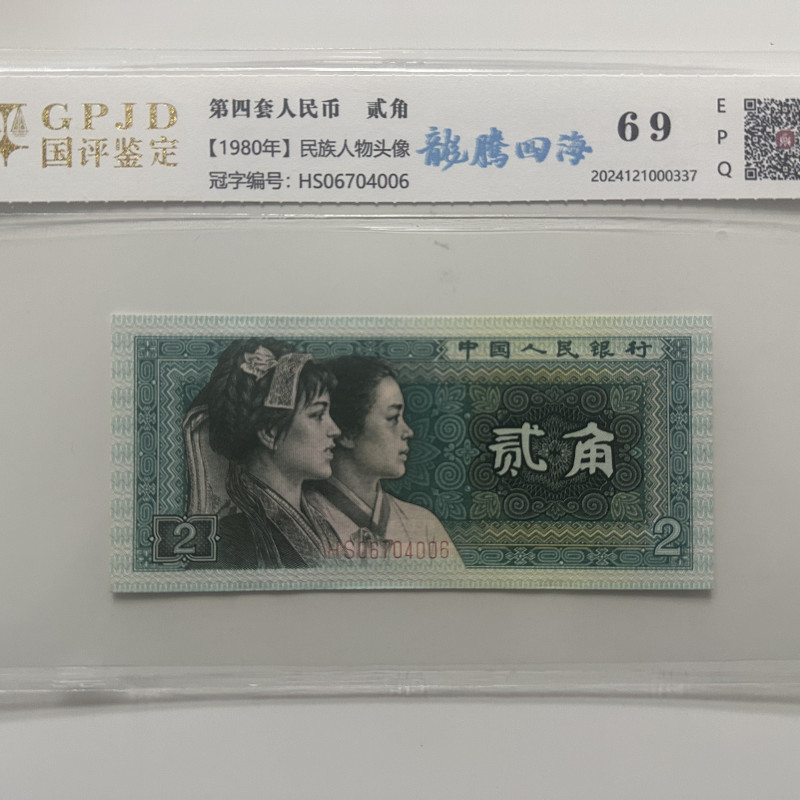 GPJD
国评鉴定
第四套人民币 贰角
【1980年】民族人物头像
冠字编号：HS06704006
龍騰四海
69
2024121000337
E
P
Q
中国人民银行
贰角
2
HS06704006
2